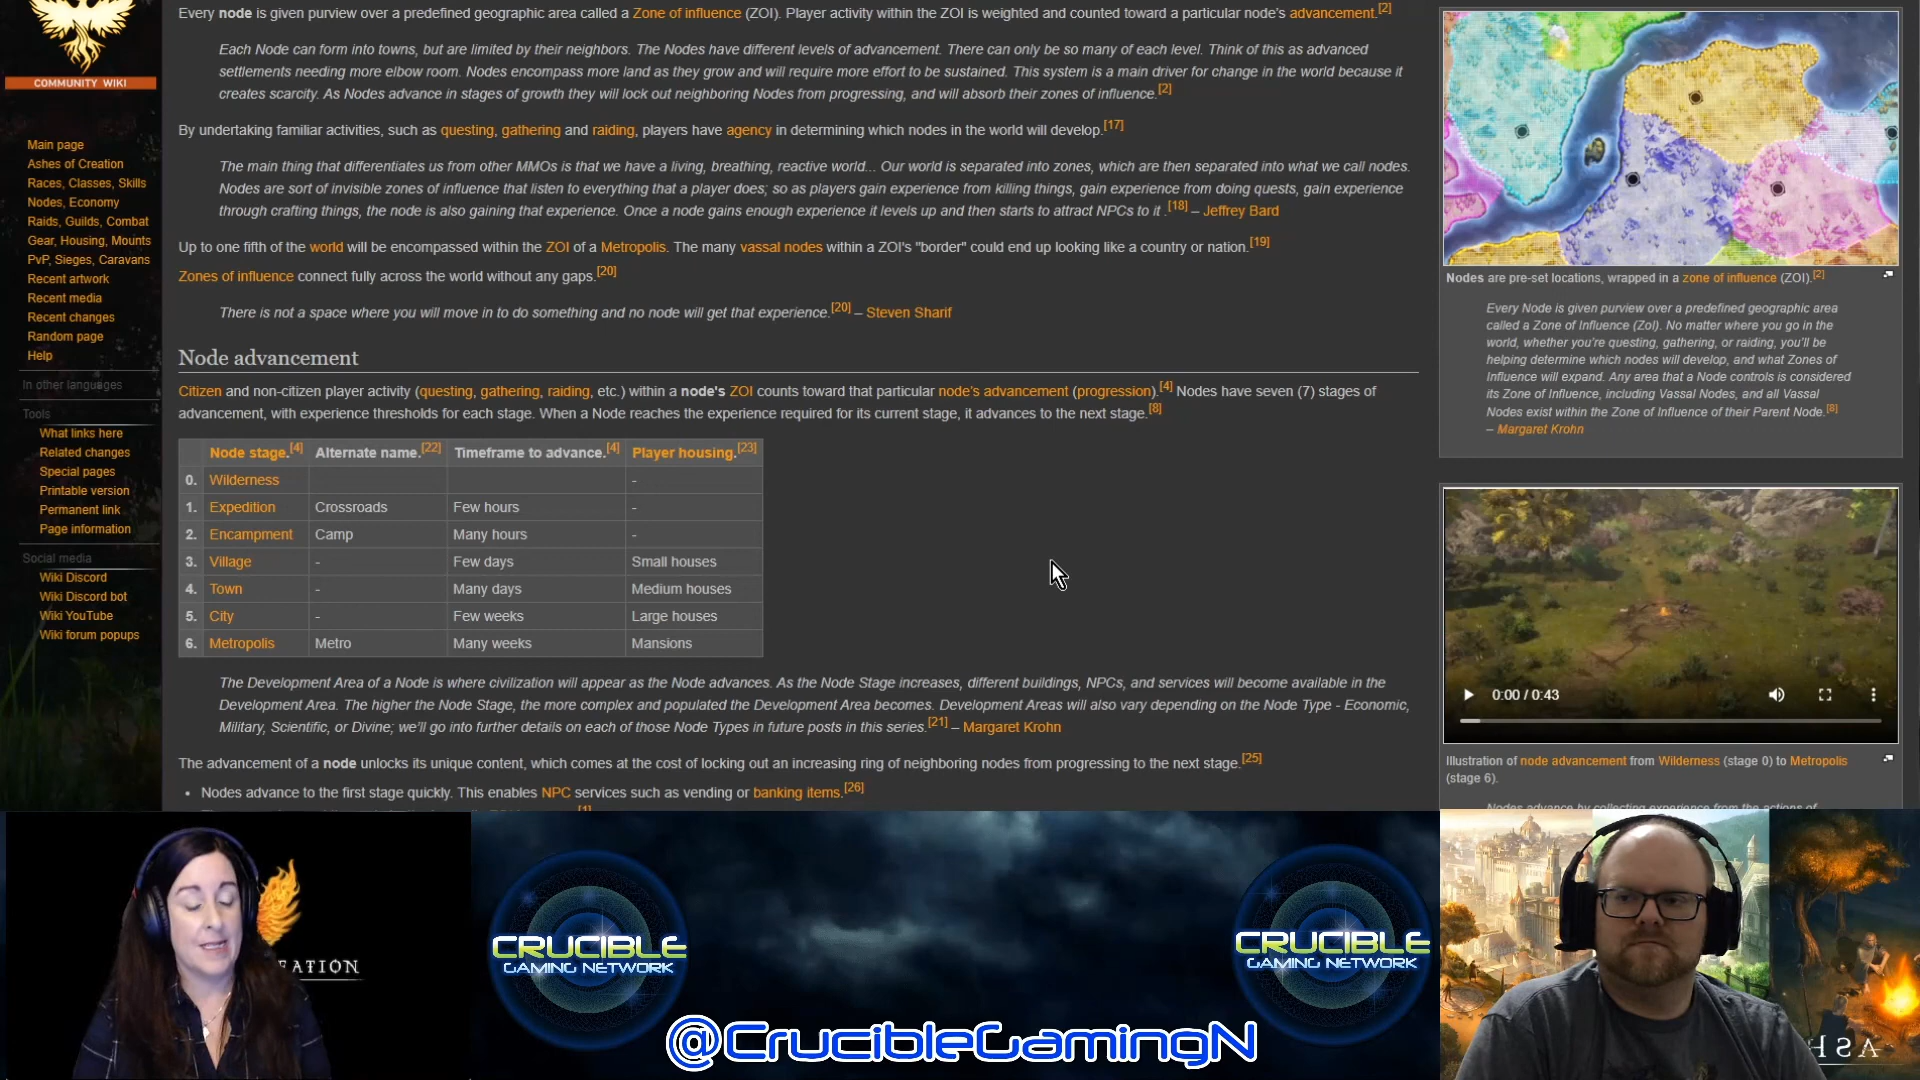 COMMUNITY WIKI
Main page
Ashes of Creation
Races, Classes, Skills
Nodes, Economy
Raids, Guilds, Combat
Gear, Housing, Mounts
PvP, Sieges, Caravans
Recent artwork
Recent media
Recent changes
Random page
Help
In other languages
Tools
What links here
Related changes
Special pages
Printable version
Permanent link
Page information
Social media
Wiki Discord
Wiki Discord bot
Wiki YouTube
Wiki forum popups
Every node is given purview over a predefined geographic area called a Zone of influence (ZOI). Player activity within the ZOI is weighted and counted toward a particular node's advancement.[2]
Each Node can form into towns, but are limited by their neighbors. The Nodes have different levels of advancement. There can only be so many of each level. Think of this as advanced
settlements needing more elbow room. Nodes encompass more land as they grow and will require more effort to be sustained. This system is a main driver for change in the world because it
creates scarcity. As Nodes advance in stages of growth they will lock out neighboring Nodes from progressing, and will absorb their zones of influence.[2]
By undertaking familiar activities, such as questing, gathering and raiding, players have agency in determining which nodes in the world will develop.[17]
The main thing that differentiates us from other MMOs is that we have a living, breathing, reactive world... Our world is separated into zones, which are then separated into what we call nodes.
Nodes are sort of invisible zones of influence that listen to everything that a player does; so as players gain experience from killing things, gain experience from doing quests, gain experience
through crafting things, the node is also gaining that experience. Once a node gains enough experience it levels up and then starts to attract NPCs to it .[18] – Jeffrey Bard
Up to one fifth of the world will be encompassed within the ZOI of a Metropolis. The many vassal nodes within a ZOI's "border" could end up looking like a country or nation.[19]
Zones of influence connect fully across the world without any gaps.[20]
There is not a space where you will move in to do something and no node will get that experience.[20] – Steven Sharif
Node advancement
Citizen and non-citizen player activity (questing, gathering, raiding, etc.) within a node's ZOI counts toward that particular node's advancement (progression).[4] Nodes have seven (7) stages of
advancement, with experience thresholds for each stage. When a Node reaches the experience required for its current stage, it advances to the next stage.[8]
Node stage.[4] Alternate name.[22] Timeframe to advance.[4] Player housing.[23]
0. Wilderness -
1. Expedition Crossroads Few hours -
2. Encampment Camp Many hours -
3. Village - Few days Small houses
4. Town - Many days Medium houses
5. City - Few weeks Large houses
6. Metropolis Metro Many weeks Mansions
The Development Area of a Node is where civilization will appear as the Node advances. As the Node Stage increases, different buildings, NPCs, and services will become available in the
Development Area. The higher the Node Stage, the more complex and populated the Development Area becomes. Development Areas will also vary depending on the Node Type - Economic,
Military, Scientific, or Divine; we'll go into further details on each of those Node Types in future posts in this series.[21] – Margaret Krohn
The advancement of a node unlocks its unique content, which comes at the cost of locking out an increasing ring of neighboring nodes from progressing to the next stage.[25]
• Nodes advance to the first stage quickly. This enables NPC services such as vending or banking items.[26]
[1]
Nodes are pre-set locations, wrapped in a zone of influence (ZOI).[2]
Every Node is given purview over a predefined geographic area
called a Zone of Influence (ZoI). No matter where you go in the
world, whether you're questing, gathering, or raiding, you'll be
helping determine which nodes will develop, and what Zones of
Influence will expand. Any area that a Node controls is considered
its Zone of Influence, including Vassal Nodes, and all Vassal
Nodes exist within the Zone of Influence of their Parent Node.[8]
– Margaret Krohn
0:00 / 0:43
Illustration of node advancement from Wilderness (stage 0) to Metropolis
(stage 6).
Nodes advance by collecting experience from the actions of
EATION
CRUCIBLE
GAMING NETWORK
CRUCIBLE
GAMING NETWORK
@CrucibleGamingN